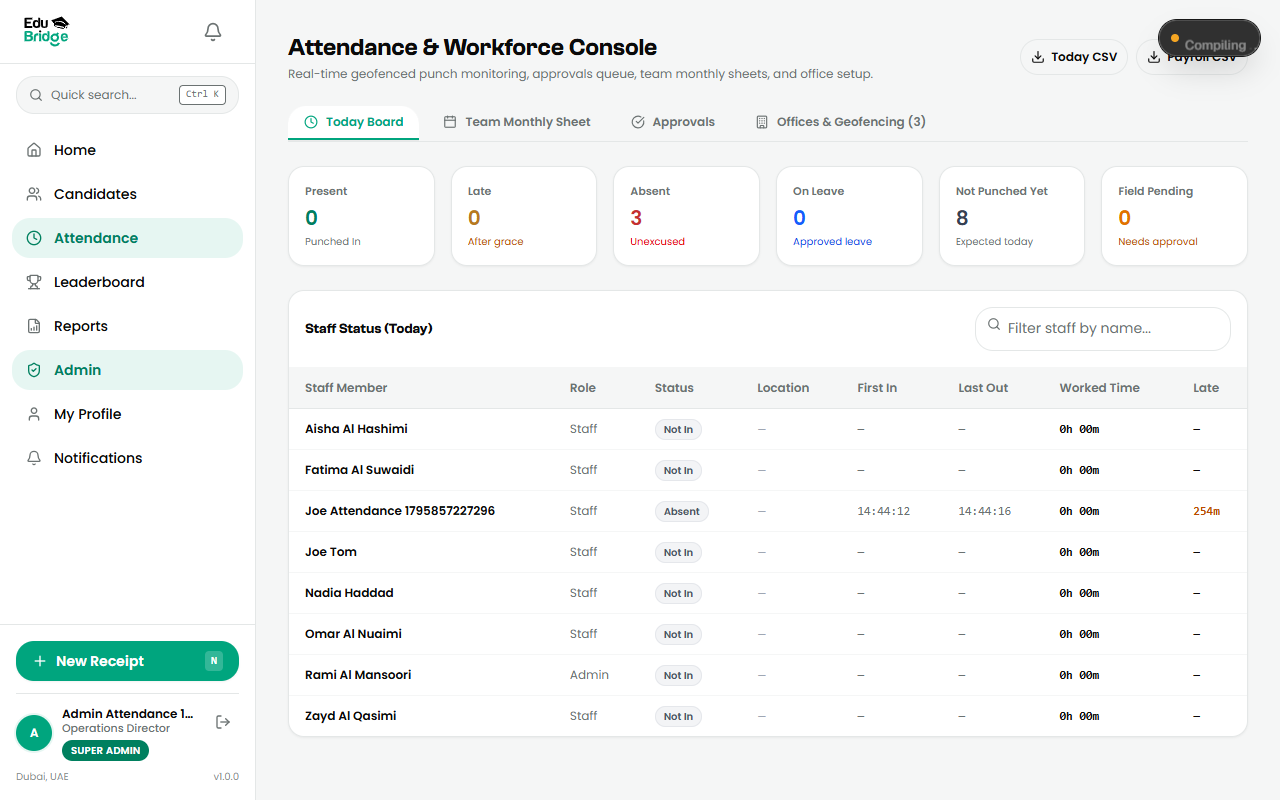 Edu
Bridge
Quick search...
Ctrl K
Home
Candidates
Attendance
Leaderboard
Reports
Admin
My Profile
Notifications
New Receipt
N
A
Admin Attendance 1...
Operations Director
SUPER ADMIN
Dubai, UAE
v1.0.0
Attendance & Workforce Console
Real-time geofenced punch monitoring, approvals queue, team monthly sheets, and office setup.
Today CSV
Payroll CSV
Compiling
Today Board
Team Monthly Sheet
Approvals
Offices & Geofencing (3)
Present
0
Punched In
Late
0
After grace
Absent
3
Unexcused
On Leave
0
Approved leave
Not Punched Yet
8
Expected today
Field Pending
0
Needs approval
Staff Status (Today)
Filter staff by name...
Staff Member Role Status Location First In Last Out Worked Time Late
Aisha Al Hashimi Staff Not In — — — 0h 00m —
Fatima Al Suwaidi Staff Not In — — — 0h 00m —
Joe Attendance 1795857227296 Staff Absent — 14:44:12 14:44:16 0h 00m 254m
Joe Tom Staff Not In — — — 0h 00m —
Nadia Haddad Staff Not In — — — 0h 00m —
Omar Al Nuaimi Staff Not In — — — 0h 00m —
Rami Al Mansoori Admin Not In — — — 0h 00m —
Zayd Al Qasimi Staff Not In — — — 0h 00m —